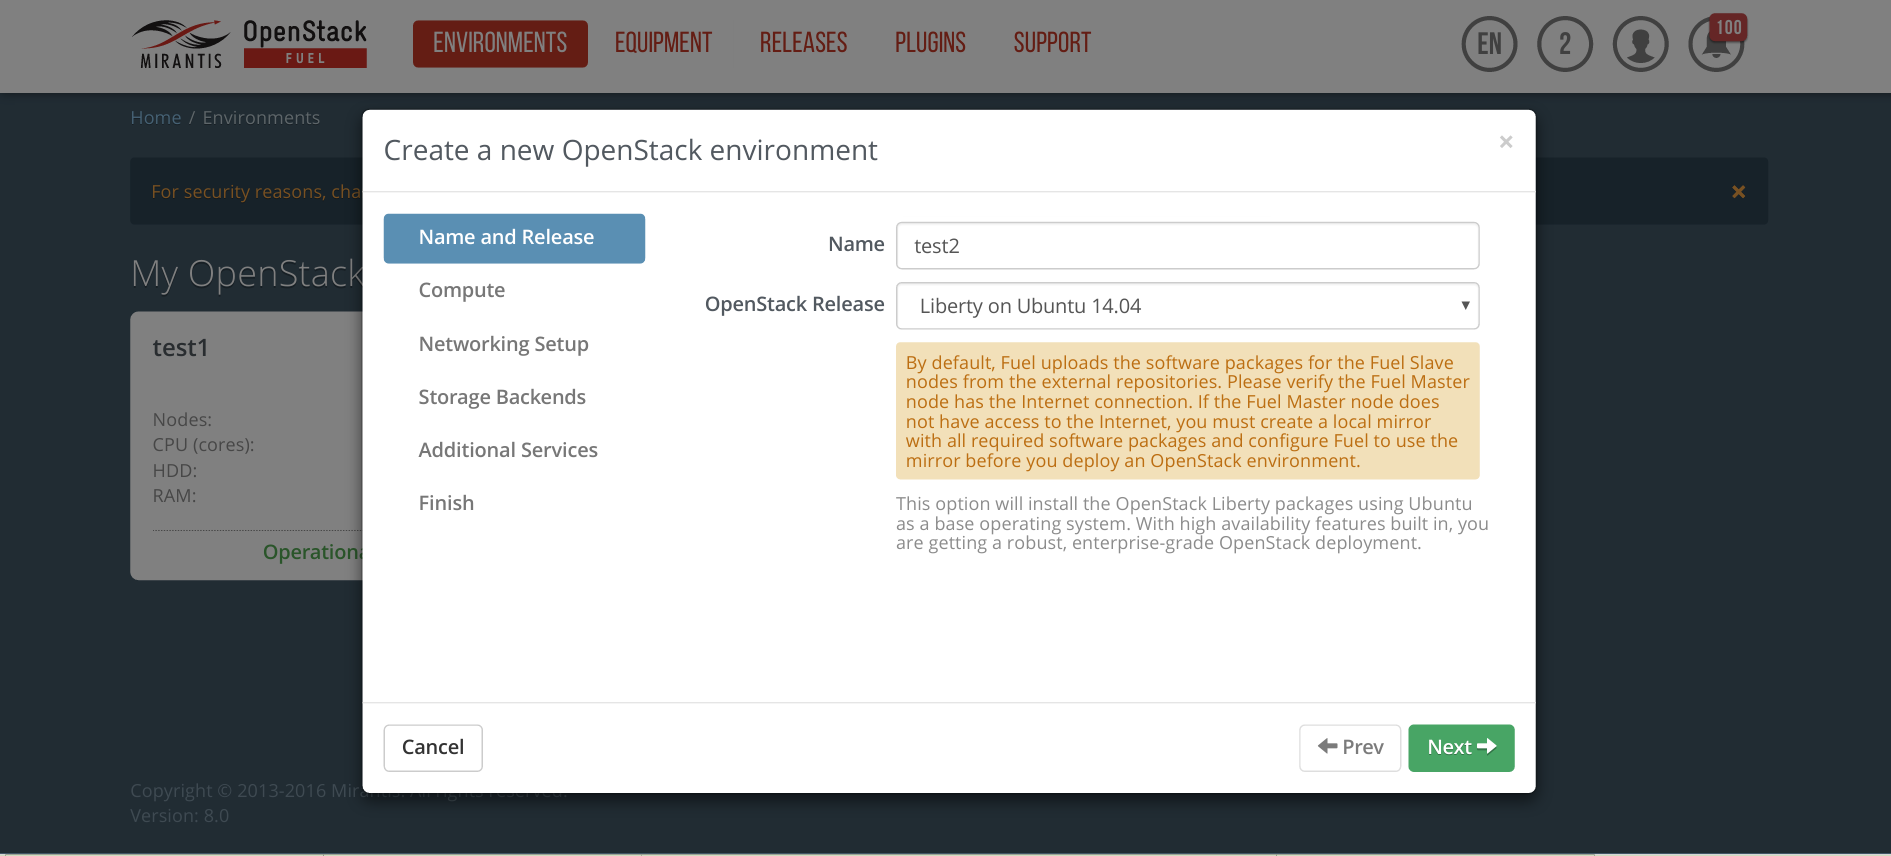 MIRANTIS
OpenStack
FUEL
ENVIRONMENTS
EQUIPMENT
RELEASES
PLUGINS
SUPPORT
EN
2
100
Home / Environments
For security reasons, cha
×
My OpenStack
test1
Nodes:
CPU (cores):
HDD:
RAM:
Operationa
Create a new OpenStack environment
×
Name and Release
Compute
Networking Setup
Storage Backends
Additional Services
Finish
Name
test2
OpenStack Release
Liberty on Ubuntu 14.04
By default, Fuel uploads the software packages for the Fuel Slave
nodes from the external repositories. Please verify the Fuel Master
node has the Internet connection. If the Fuel Master node does
not have access to the Internet, you must create a local mirror
with all required software packages and configure Fuel to use the
mirror before you deploy an OpenStack environment.
This option will install the OpenStack Liberty packages using Ubuntu
as a base operating system. With high availability features built in, you
are getting a robust, enterprise-grade OpenStack deployment.
Cancel
Prev
Next
Copyright © 2013-2016 Mirantis. All rights reserved.
Version: 8.0